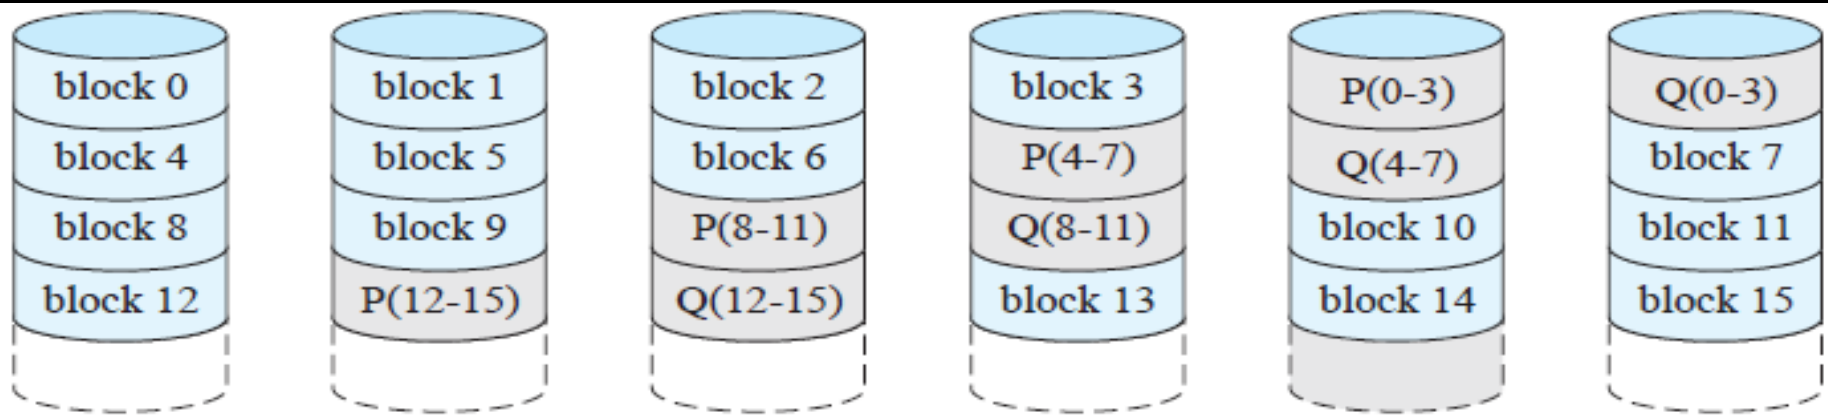 block 0 block 1 block 2 block 3 P(0-3) Q(0-3)
block 4 block 5 block 6 P(4-7) Q(4-7) block 7
block 8 block 9 P(8-11) Q(8-11) block 10 block 11
block 12 P(12-15) Q(12-15) block 13 block 14 block 15